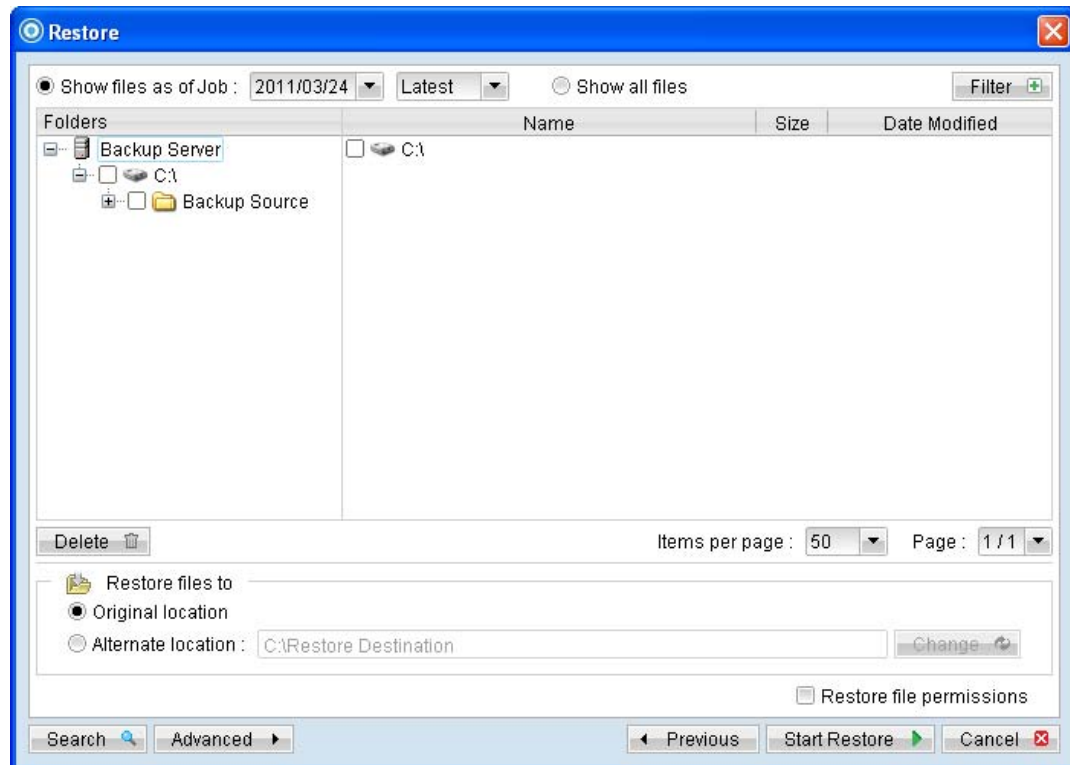 Restore
Show files as of Job : 2011/03/24 Latest Show all files Filter
Folders Name Size Date Modified
Backup Server C:\
C:\
Backup Source
Delete Items per page : 50 Page : 1 / 1
Restore files to
Original location
Alternate location : C:\Restore Destination Change
Restore file permissions
Search Advanced Previous Start Restore Cancel